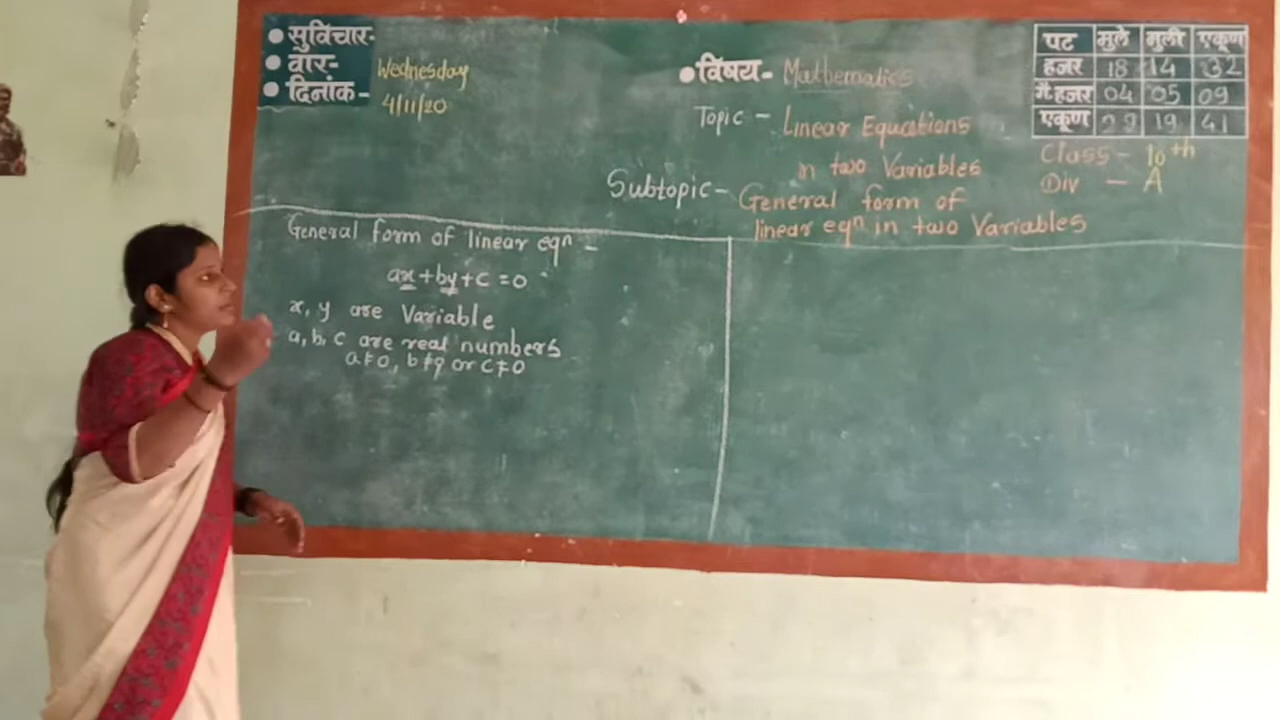 सुविचार-
वार- Wednesday
दिनांक- 4/11/20
विषय- Mathematics
Topic - Linear Equations
in two Variables
Subtopic- General form of
linear eqn in two Variables
पट मुले मुली एकूण
हजर 18 14 32
गैरहजर 04 05 09
एकूण 22 19 41
Class - 10th
Div - A
General form of linear eqn -
ax+by+c=0
x, y are Variable
a, b, c are real numbers
a≠0, b≠0 or c≠0